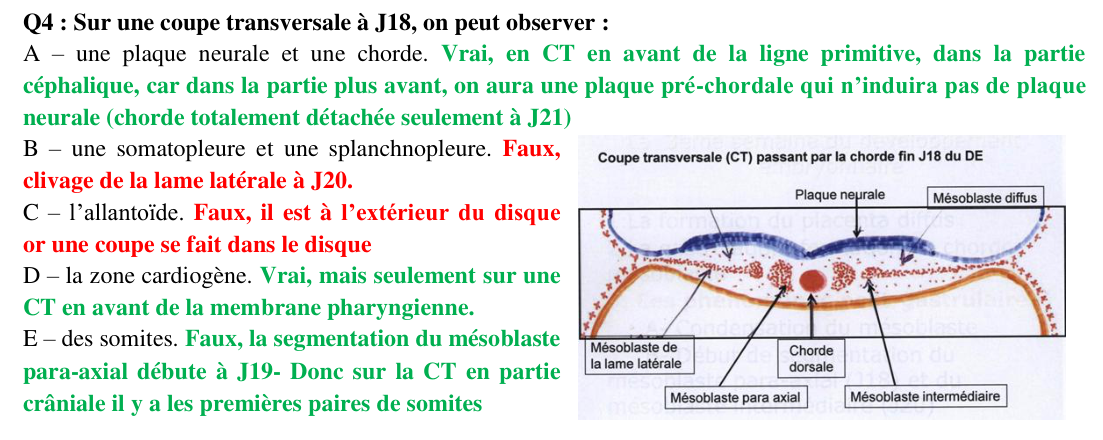 Q4 : Sur une coupe transversale à J18, on peut observer :
A – une plaque neurale et une chorde. Vrai, en CT en avant de la ligne primitive, dans la partie
céphalique, car dans la partie plus avant, on aura une plaque pré-chordale qui n'induira pas de plaque
neurale (chorde totalement détachée seulement à J21)
B – une somatopleure et une splanchnopleure. Faux,
clivage de la lame latérale à J20.
C – l'allantoïde. Faux, il est à l'extérieur du disque
or une coupe se fait dans le disque
D – la zone cardiogène. Vrai, mais seulement sur une
CT en avant de la membrane pharyngienne.
E – des somites. Faux, la segmentation du mésoblaste
para-axial débute à J19- Donc sur la CT en partie
crâniale il y a les premières paires de somites
Coupe transversale (CT) passant par la chorde fin J18 du DE
Plaque neurale
Mésoblaste diffus
Mésoblaste de
la lame latérale
Chorde
dorsale
Mésoblaste para axial
Mésoblaste intermédiaire